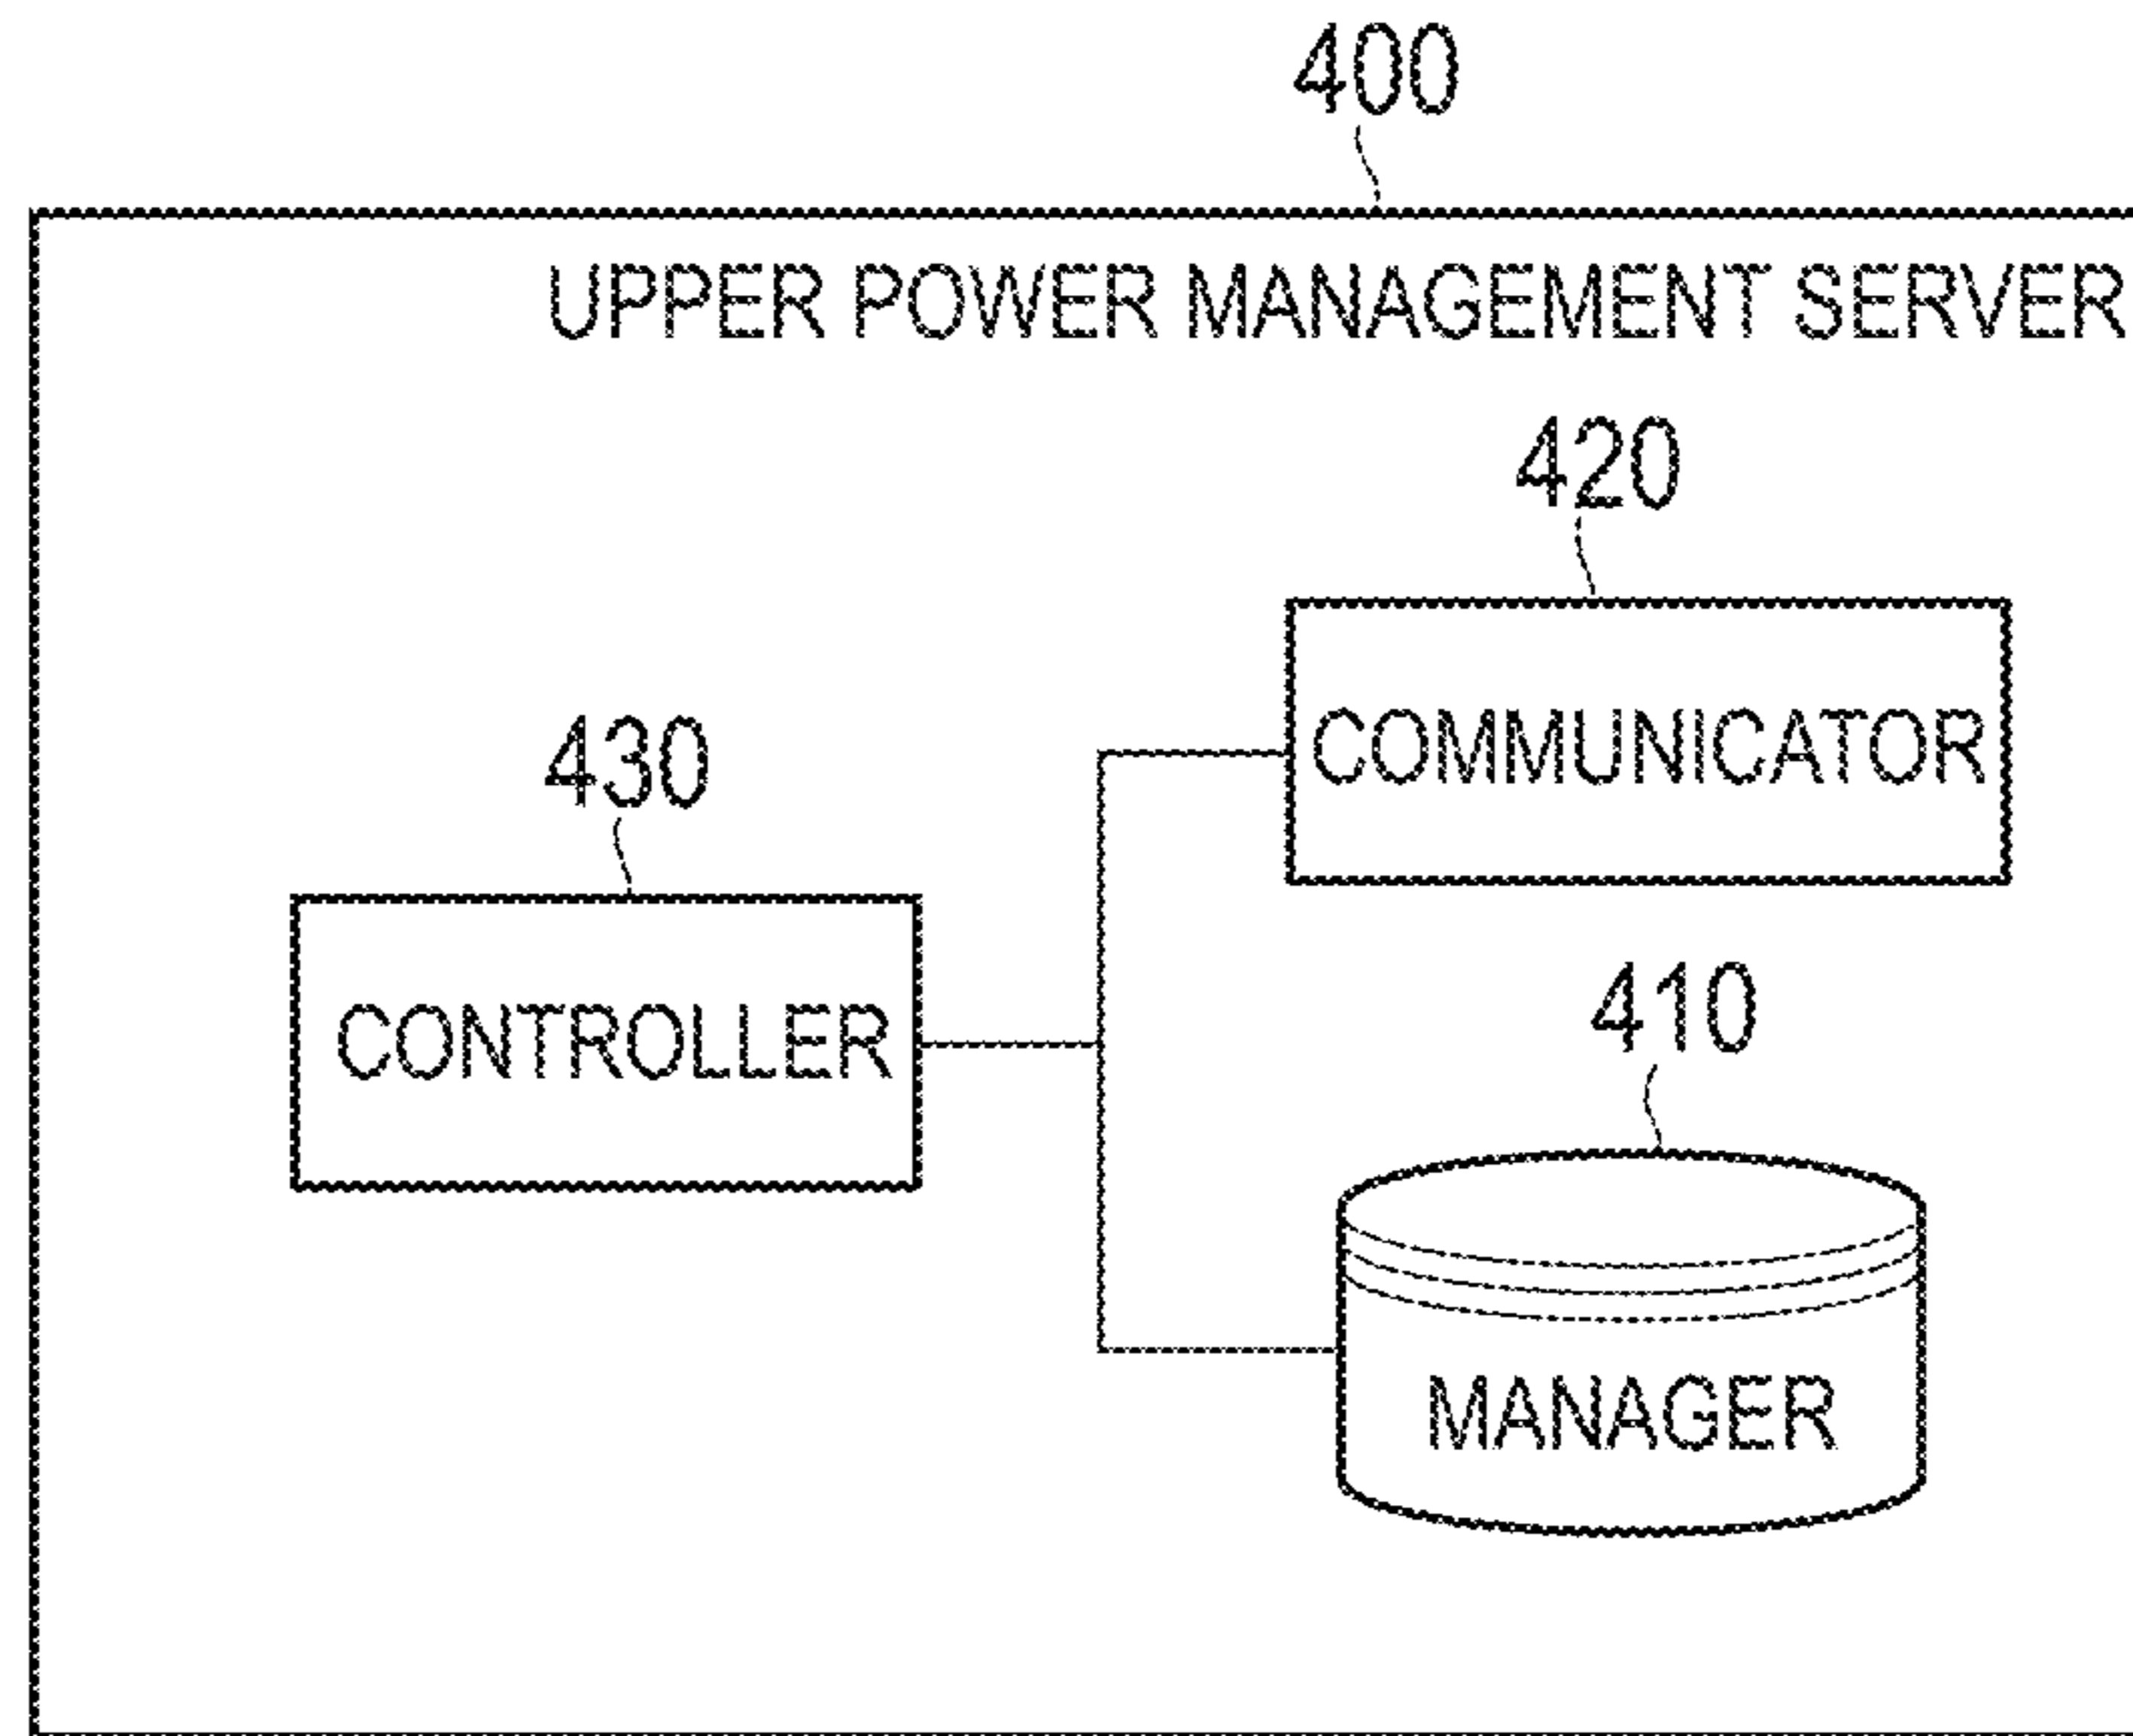 400
UPPER POWER MANAGEMENT SERVER
420
COMMUNICATOR
430
CONTROLLER
410
MANAGER